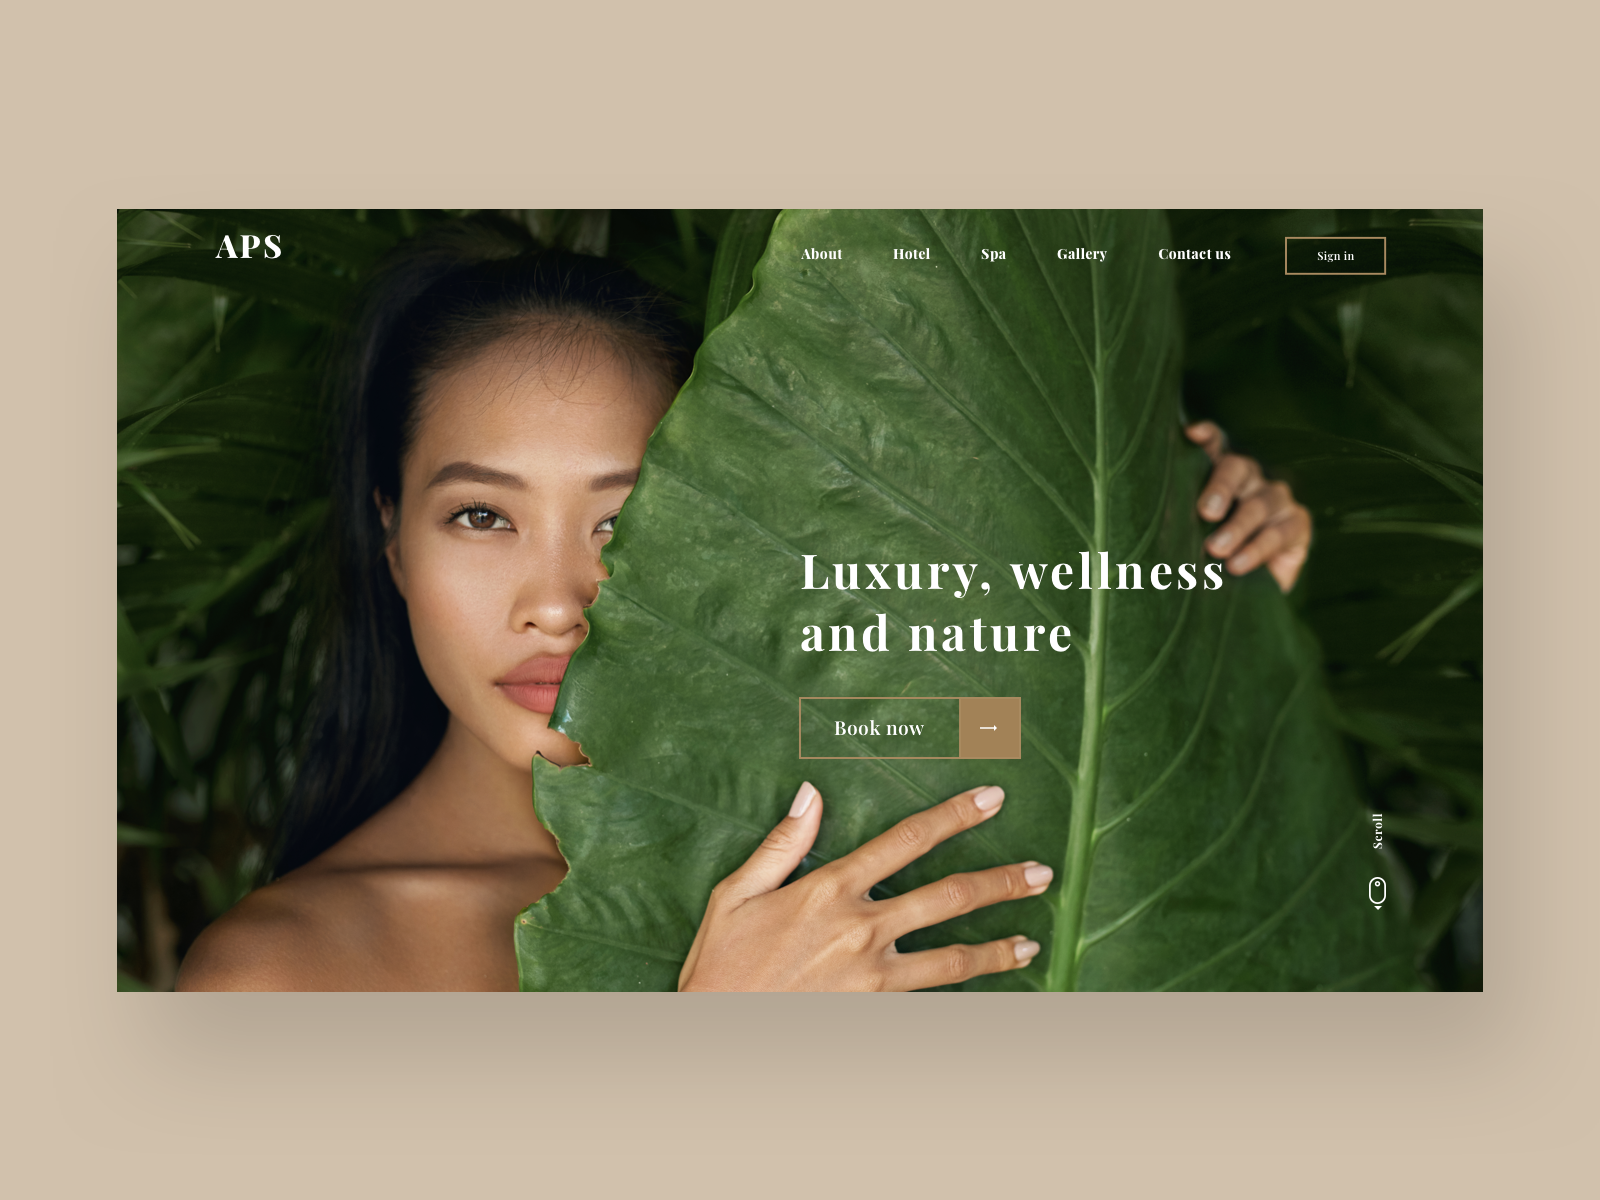 APS
About Hotel Spa Gallery Contact us Sign in
Luxury, wellness
and nature
Book now →
Scroll